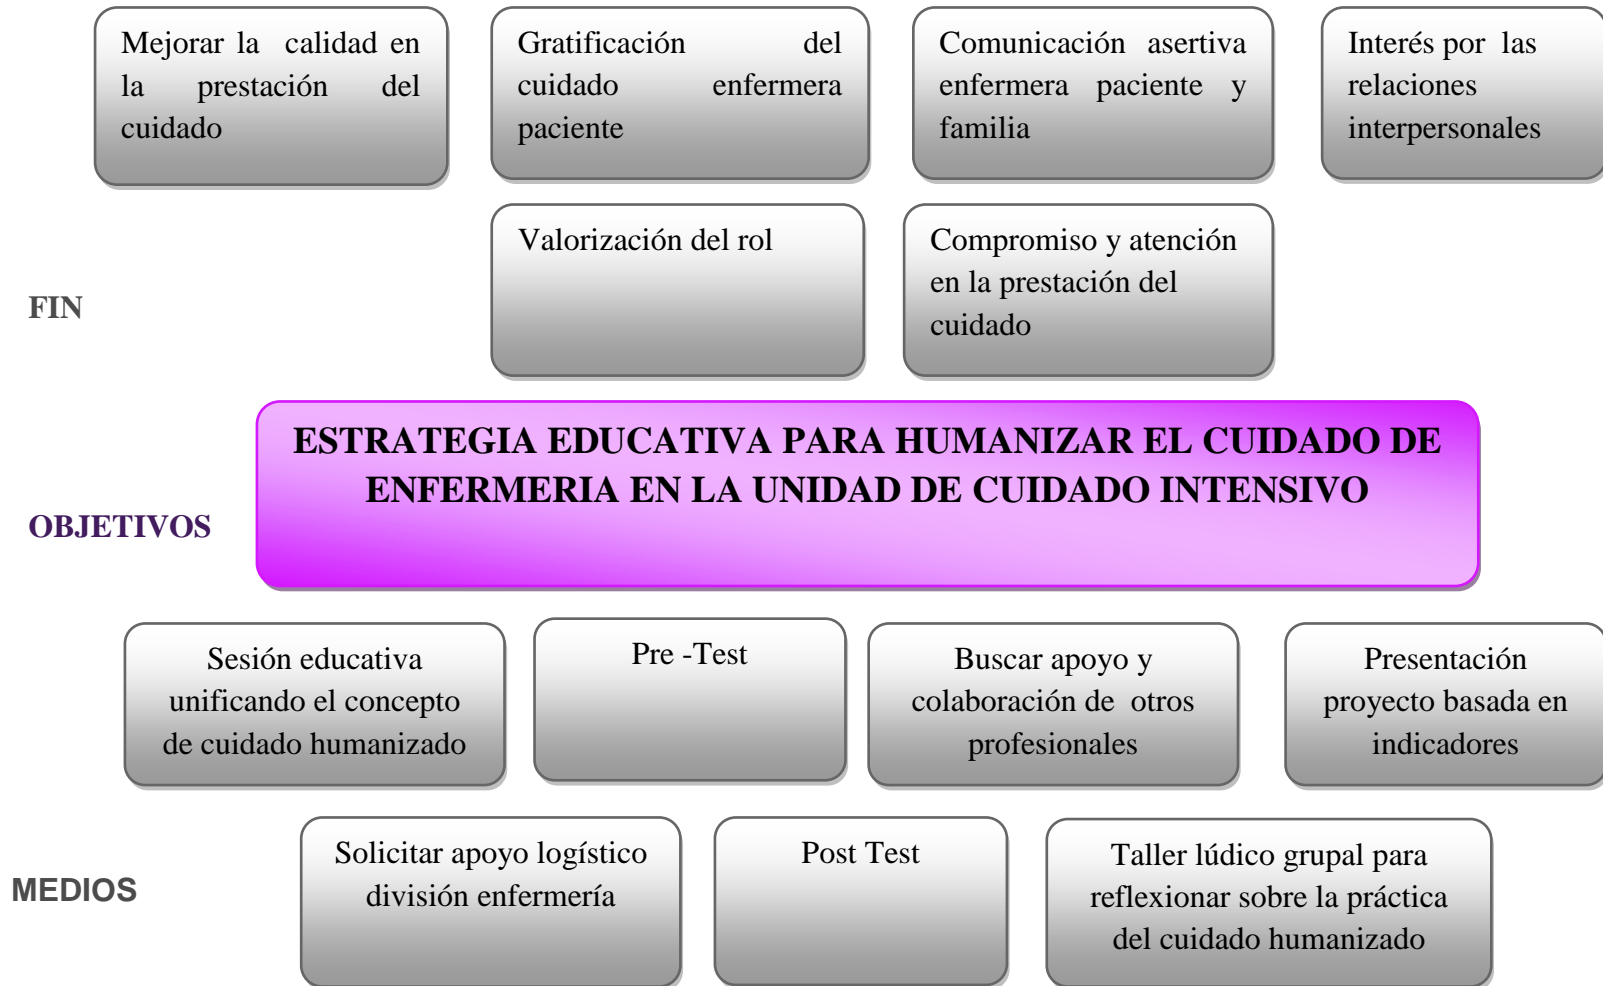 Mejorar la calidad en
la prestación del
cuidado
Gratificación del
cuidado enfermera
paciente
Comunicación asertiva
enfermera paciente y
familia
Interés por las
relaciones
interpersonales
Valorización del rol
Compromiso y atención
en la prestación del
cuidado
FIN
ESTRATEGIA EDUCATIVA PARA HUMANIZAR EL CUIDADO DE
ENFERMERIA EN LA UNIDAD DE CUIDADO INTENSIVO
OBJETIVOS
Sesión educativa
unificando el concepto
de cuidado humanizado
Pre -Test
Buscar apoyo y
colaboración de otros
profesionales
Presentación
proyecto basada en
indicadores
Solicitar apoyo logístico
división enfermería
Post Test
Taller lúdico grupal para
reflexionar sobre la práctica
del cuidado humanizado
MEDIOS